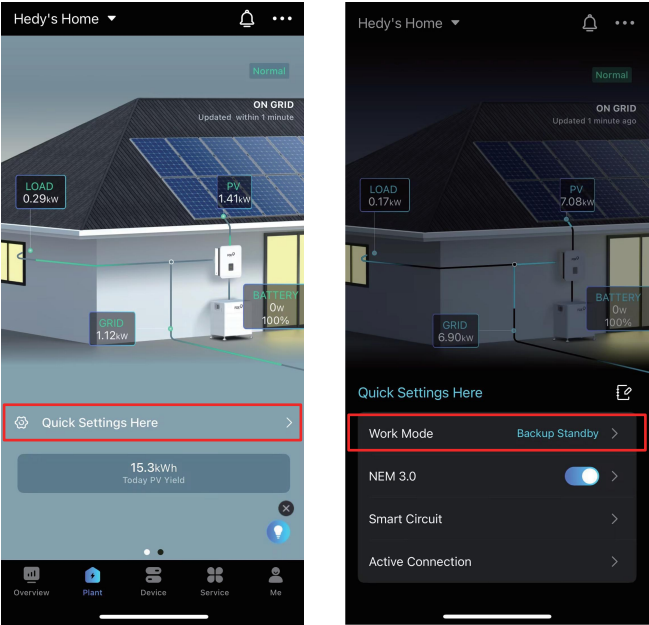 Hedy's Home
Normal
ON GRID
Updated within 1 minute
LOAD
0.29kW
PV
1.41kW
BATTERY
0W
100%
GRID
1.12kW
Quick Settings Here
15.3kWh
Today PV Yield
Overview
Plant
Device
Service
Me
Hedy's Home
Normal
ON GRID
Updated 1 minute ago
LOAD
0.17kW
PV
7.08kW
BATTERY
0W
100%
GRID
6.90kW
Quick Settings Here
Work Mode Backup Standby
NEM 3.0
Smart Circuit
Active Connection